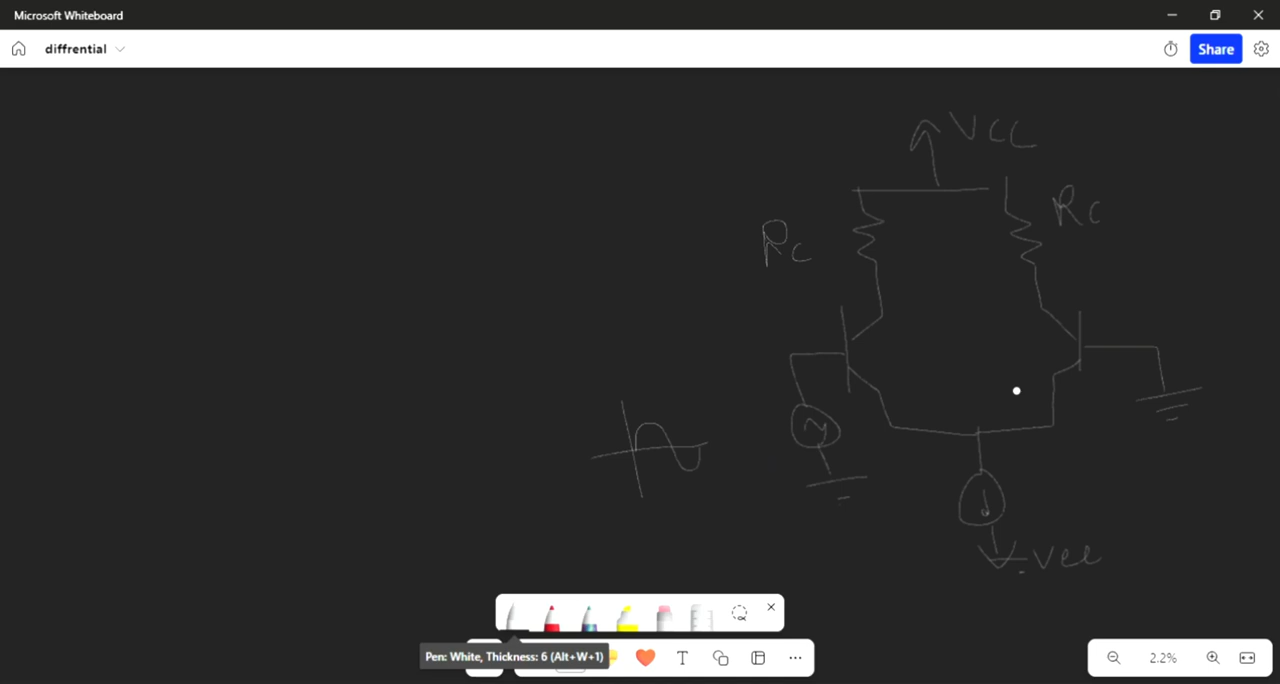 Microsoft Whiteboard
diffrential
Share
VCC
RC
RC
-Vee
Pen: White, Thickness: 6 (Alt+W+1)
T
2.2%